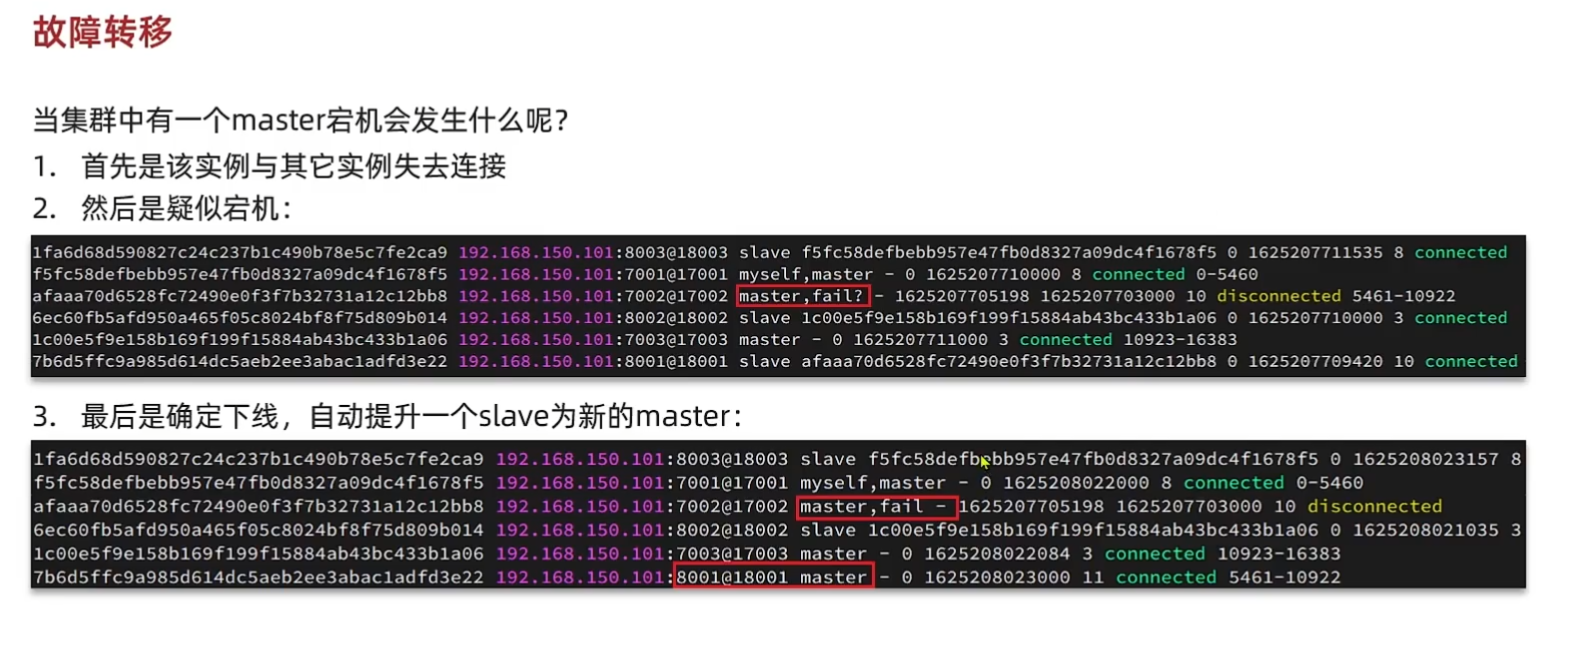 故障转移
当集群中有一个master宕机会发生什么呢?
1. 首先是该实例与其它实例失去连接
2. 然后是疑似宕机:
1fa6d68d590827c24c237b1c490b78e5c7fe2ca9 192.168.150.101:8003@18003 slave f5fc58defbebb957e47fb0d8327a09dc4f1678f5 0 1625207711535 8 connected
f5fc58defbebb957e47fb0d8327a09dc4f1678f5 192.168.150.101:7001@17001 myself,master - 0 1625207710000 8 connected 0-5460
afaaa70d6528fc72490e0f3f7b32731a12c12bb8 192.168.150.101:7002@17002 master,fail? - 1625207705198 1625207703000 10 disconnected 5461-10922
6ec60fb5afd950a465f05c8024bf8f75d809b014 192.168.150.101:8002@18002 slave 1c00e5f9e158b169f199f15884ab43bc433b1a06 0 1625207710000 3 connected
1c00e5f9e158b169f199f15884ab43bc433b1a06 192.168.150.101:7003@17003 master - 0 1625207711000 3 connected 10923-16383
7b6d5ffc9a985d614dc5aeb2ee3abac1adfd3e22 192.168.150.101:8001@18001 slave afaaa70d6528fc72490e0f3f7b32731a12c12bb8 0 1625207709420 10 connected
3. 最后是确定下线，自动提升一个slave为新的master:
1fa6d68d590827c24c237b1c490b78e5c7fe2ca9 192.168.150.101:8003@18003 slave f5fc58defbebb957e47fb0d8327a09dc4f1678f5 0 1625208023157 8
f5fc58defbebb957e47fb0d8327a09dc4f1678f5 192.168.150.101:7001@17001 myself,master - 0 1625208022000 8 connected 0-5460
afaaa70d6528fc72490e0f3f7b32731a12c12bb8 192.168.150.101:7002@17002 master,fail - 1625207705198 1625207703000 10 disconnected
6ec60fb5afd950a465f05c8024bf8f75d809b014 192.168.150.101:8002@18002 slave 1c00e5f9e158b169f199f15884ab43bc433b1a06 0 1625208021035 3
1c00e5f9e158b169f199f15884ab43bc433b1a06 192.168.150.101:7003@17003 master - 0 1625208022084 3 connected 10923-16383
7b6d5ffc9a985d614dc5aeb2ee3abac1adfd3e22 192.168.150.101:8001@18001 master - 0 1625208023000 11 connected 5461-10922